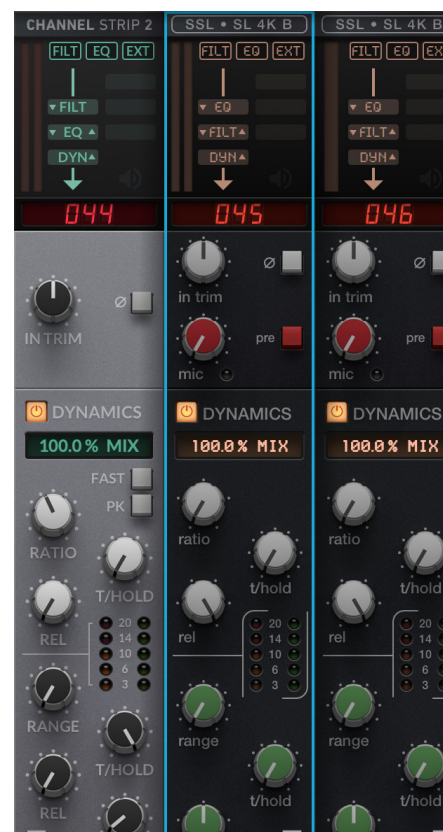 CHANNEL STRIP 2
FILT EQ EXT
FILT
EQ
DYN
044
IN TRIM
Ø
DYNAMICS
100.0 % MIX
FAST
PK
RATIO
T/HOLD
REL
20
14
10
6
3
RANGE
T/HOLD
REL
SSL • SL 4K B
FILT EQ EXT
EQ
FILT
DYN
045
Ø
in trim
pre
mic
DYNAMICS
100.0% MIX
ratio
t/hold
rel
20
14
10
6
3
range
t/hold
SSL • SL 4K B
FILT EQ EX
EQ
FILT
DYN
046
Ø
in trim
pre
mic
DYNAMICS
100.0% MIX
ratio
t/hold
rel
20
14
10
6
3
range
t/hold